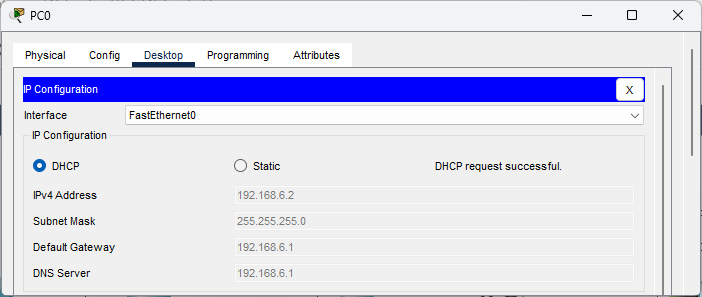 PC0
Physical Config Desktop Programming Attributes
IP Configuration X
Interface FastEthernet0
IP Configuration
DHCP Static DHCP request successful.
IPv4 Address 192.168.6.2
Subnet Mask 255.255.255.0
Default Gateway 192.168.6.1
DNS Server 192.168.6.1